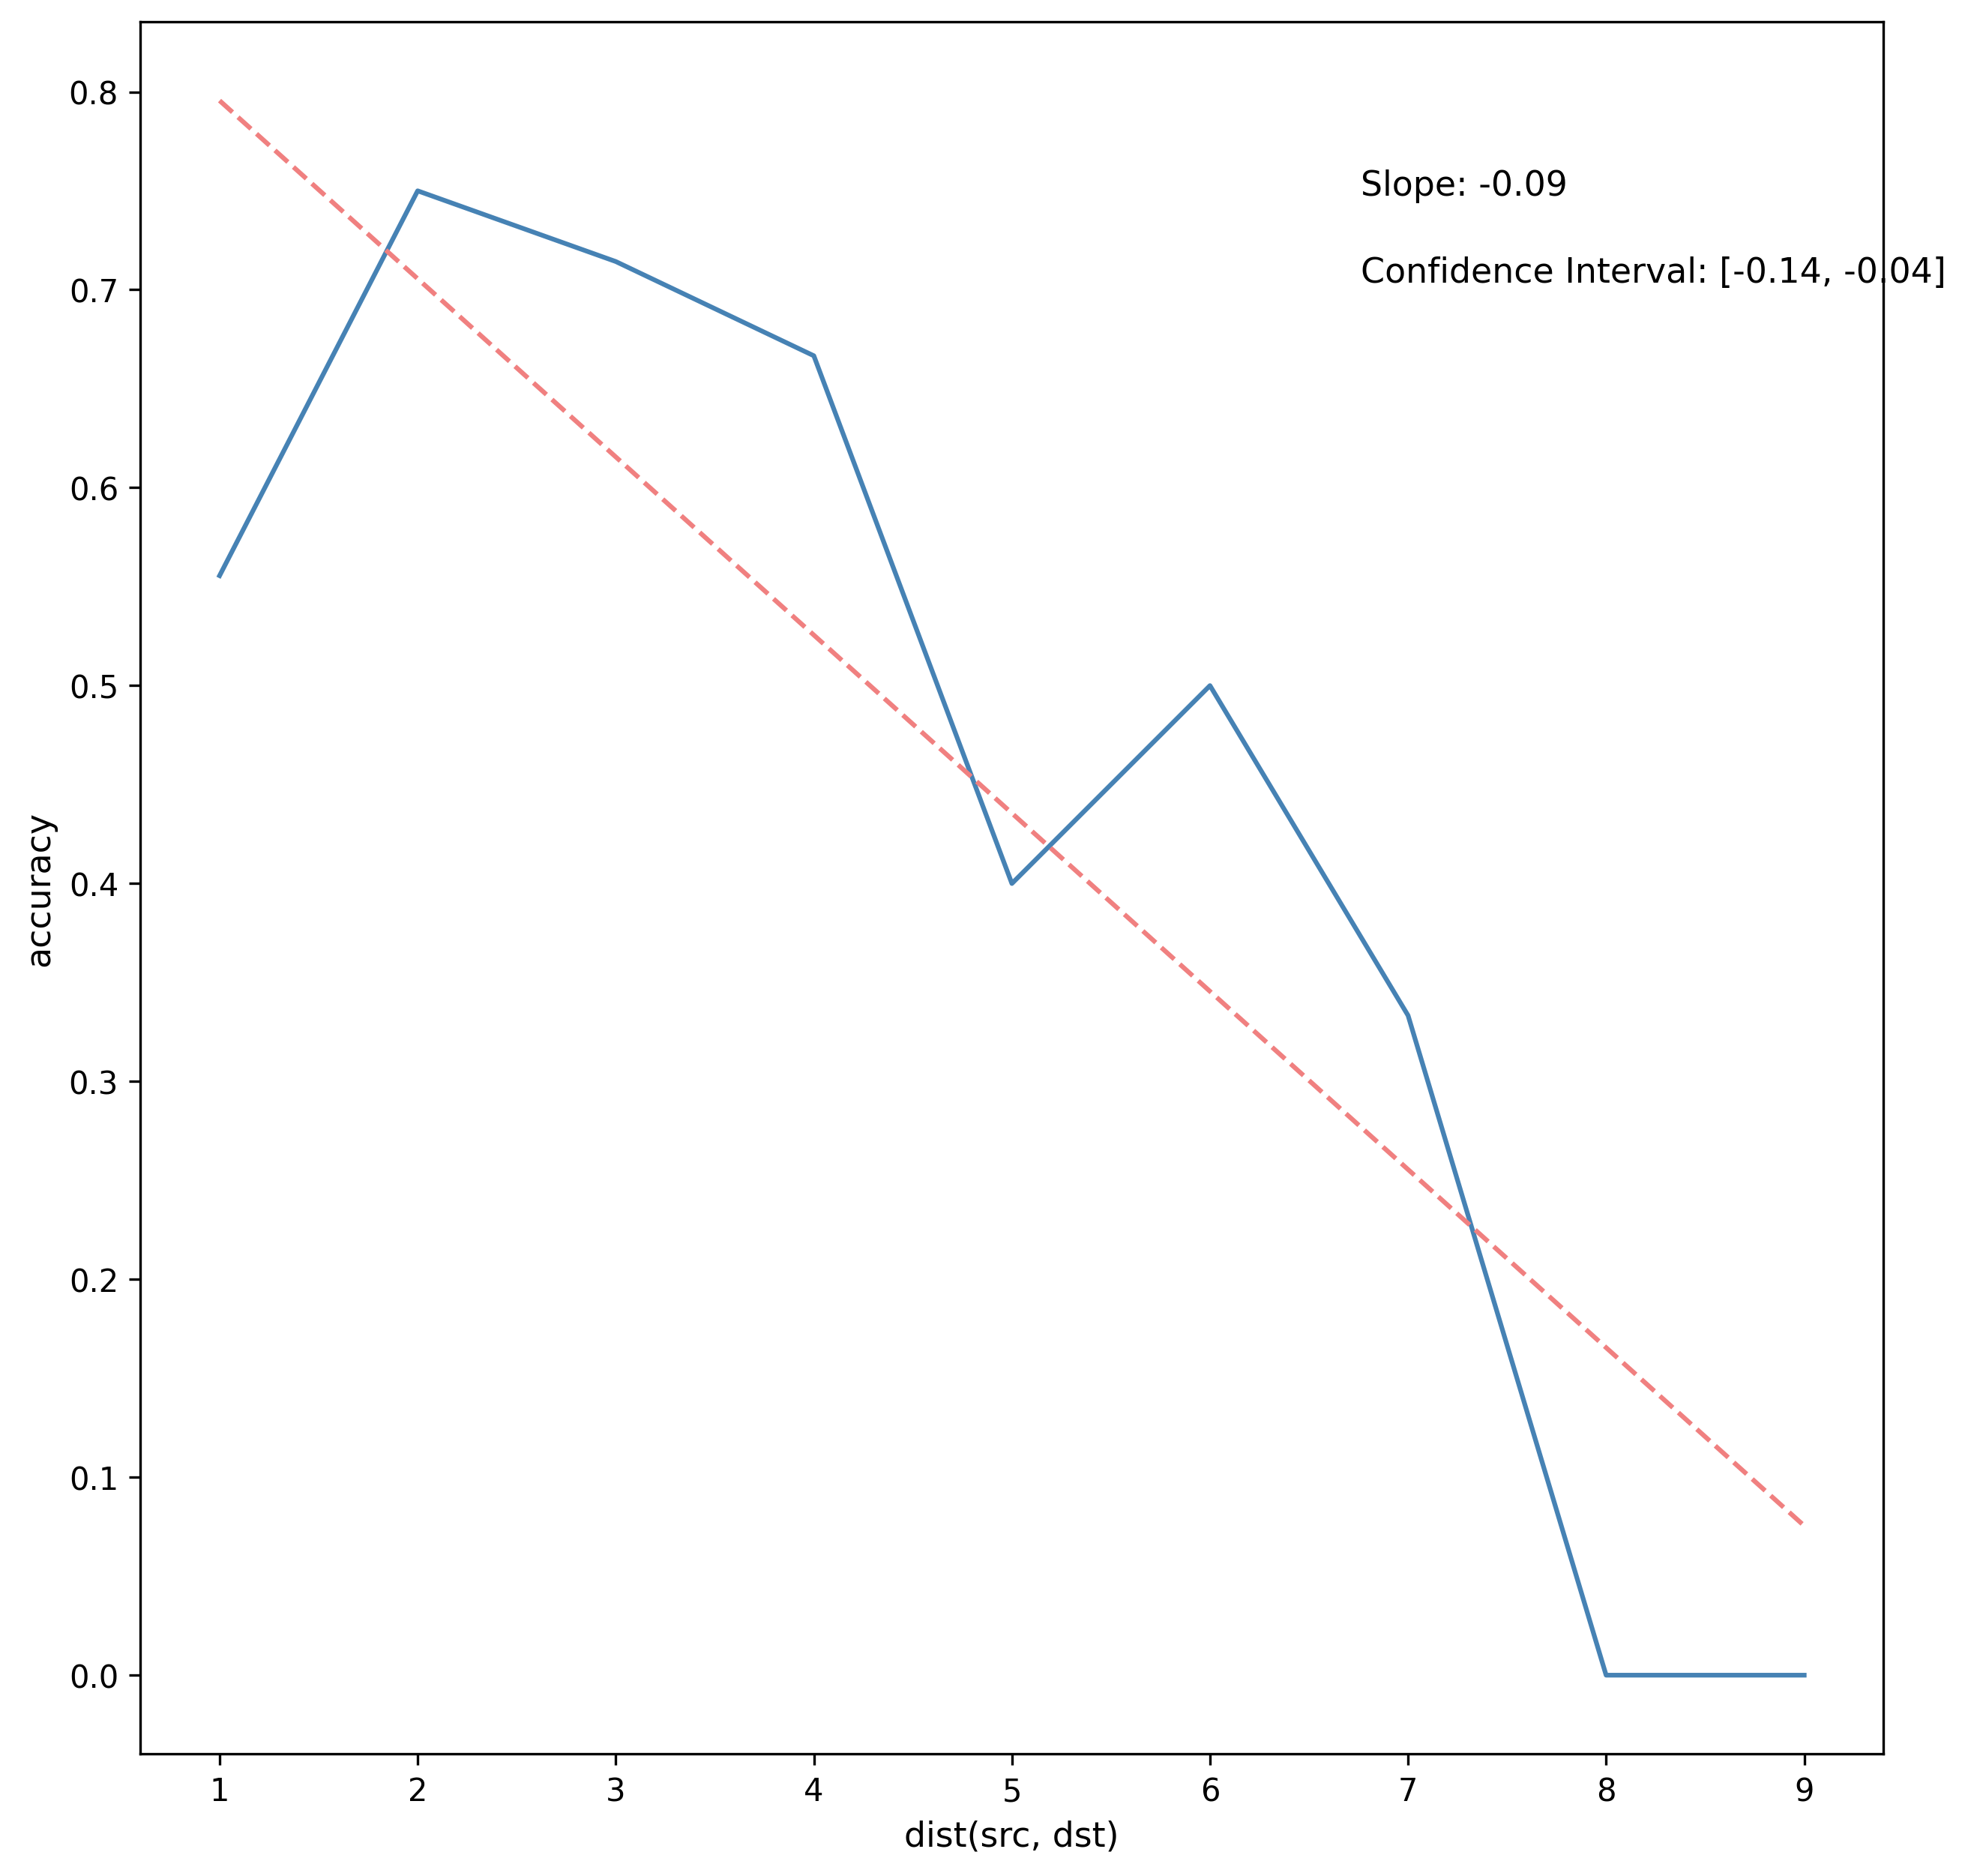 0.8
Slope: -0.09
Confidence Interval: [-0.14, -0.04]
0.7
0.6
0.5
accuracy
0.4
0.3
0.2
0.1
0.0
1 2 3 4 5 6 7 8 9
dist(src, dst)